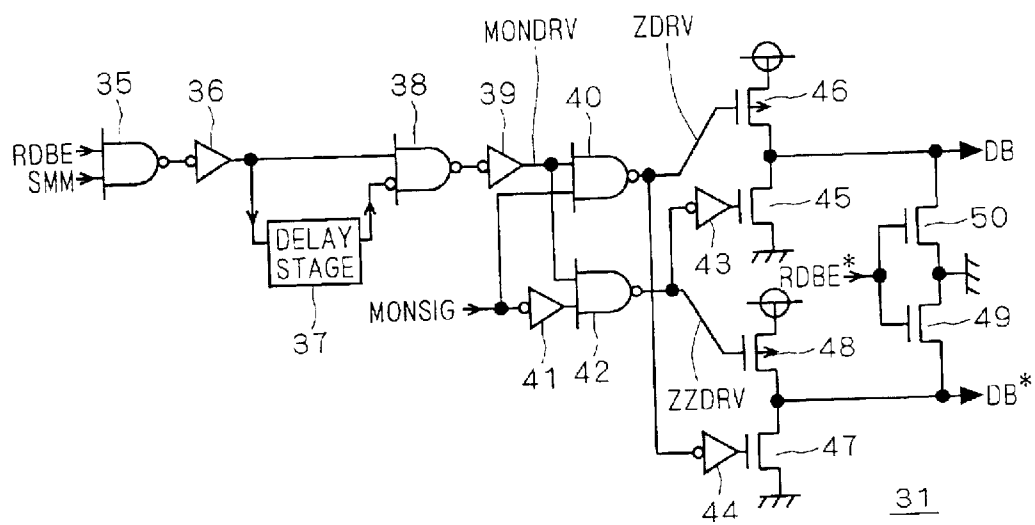 MONDRV
ZDRV
35
36
38
39
40
46
RDBE
SMM
DB
45
50
DELAY
STAGE
43
RDBE*
MONSIG
49
37
41
42
48
ZZDRV
DB*
47
44
31